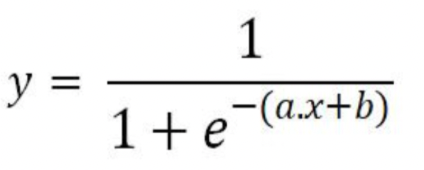 y = 1 / 1 + e^−(a.x+b)